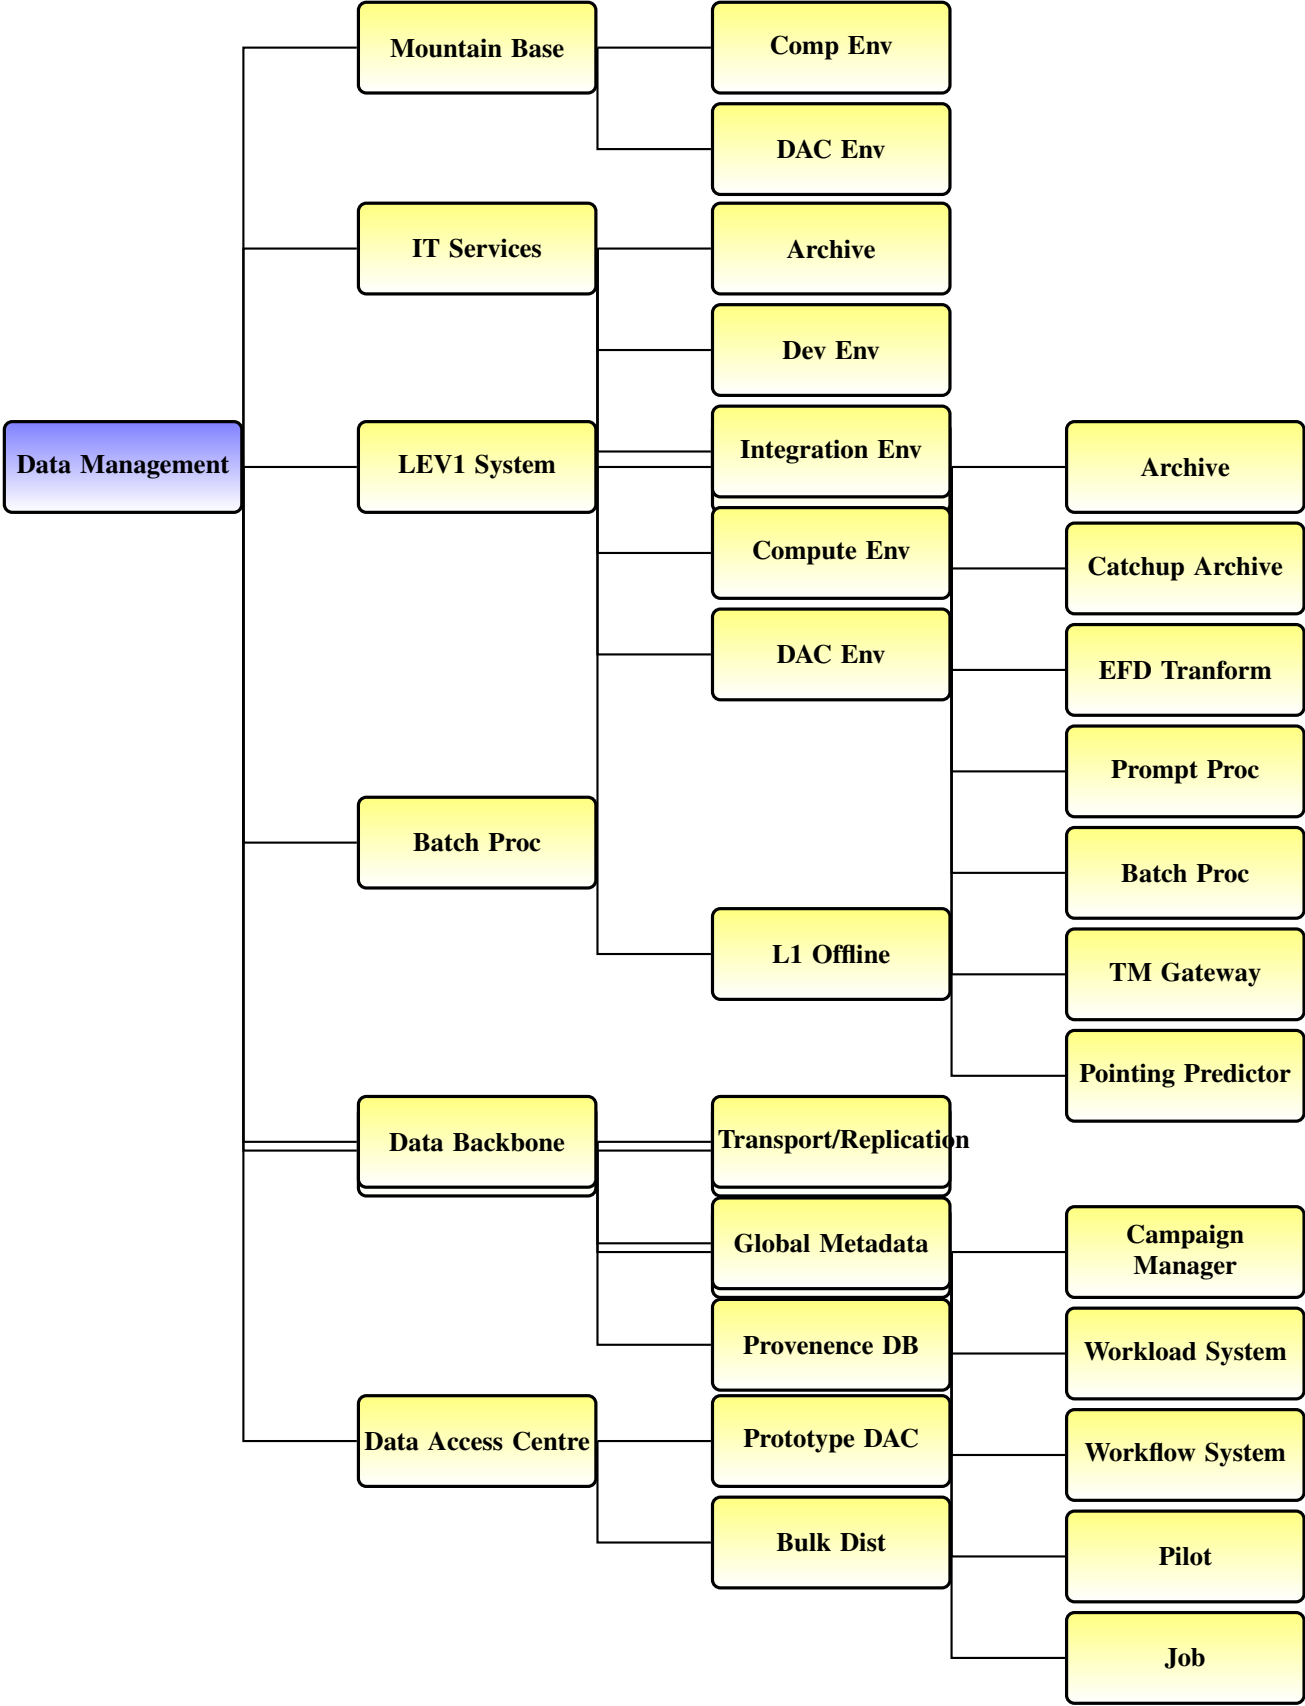 Data Management
Mountain Base
Comp Env
DAC Env
IT Services
Archive
Dev Env
Integration Env
Compute Env
DAC Env
LEV1 System
Archive
Catchup Archive
EFD Tranform
Prompt Proc
Batch Proc
TM Gateway
Pointing Predictor
L1 Offline
Batch Proc
Data Backbone
Transport/Replication
Global Metadata
Provenence DB
Campaign
Manager
Workload System
Workflow System
Pilot
Job
Data Access Centre
Prototype DAC
Bulk Dist